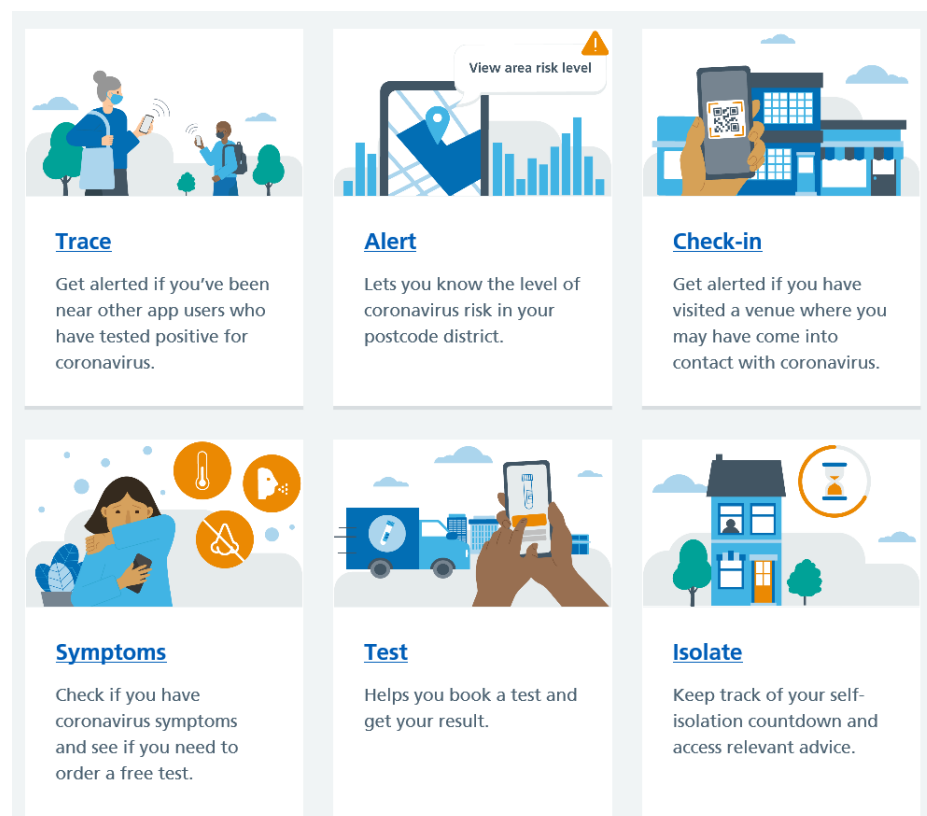 View area risk level
Trace
Get alerted if you’ve been
near other app users who
have tested positive for
coronavirus.
Alert
Lets you know the level of
coronavirus risk in your
postcode district.
Check-in
Get alerted if you have
visited a venue where you
may have come into
contact with coronavirus.
Symptoms
Check if you have
coronavirus symptoms
and see if you need to
order a free test.
Test
Helps you book a test and
get your result.
Isolate
Keep track of your self-
isolation countdown and
access relevant advice.